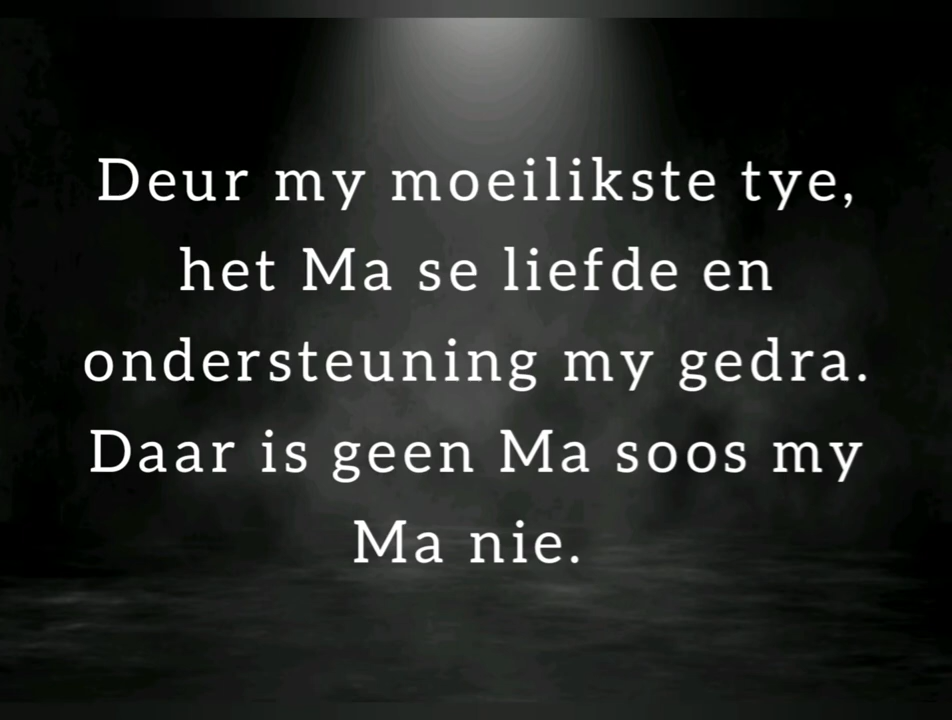 Deur my moeilikste tye,
het Ma se liefde en
ondersteuning my gedra.
Daar is geen Ma soos my
Ma nie.